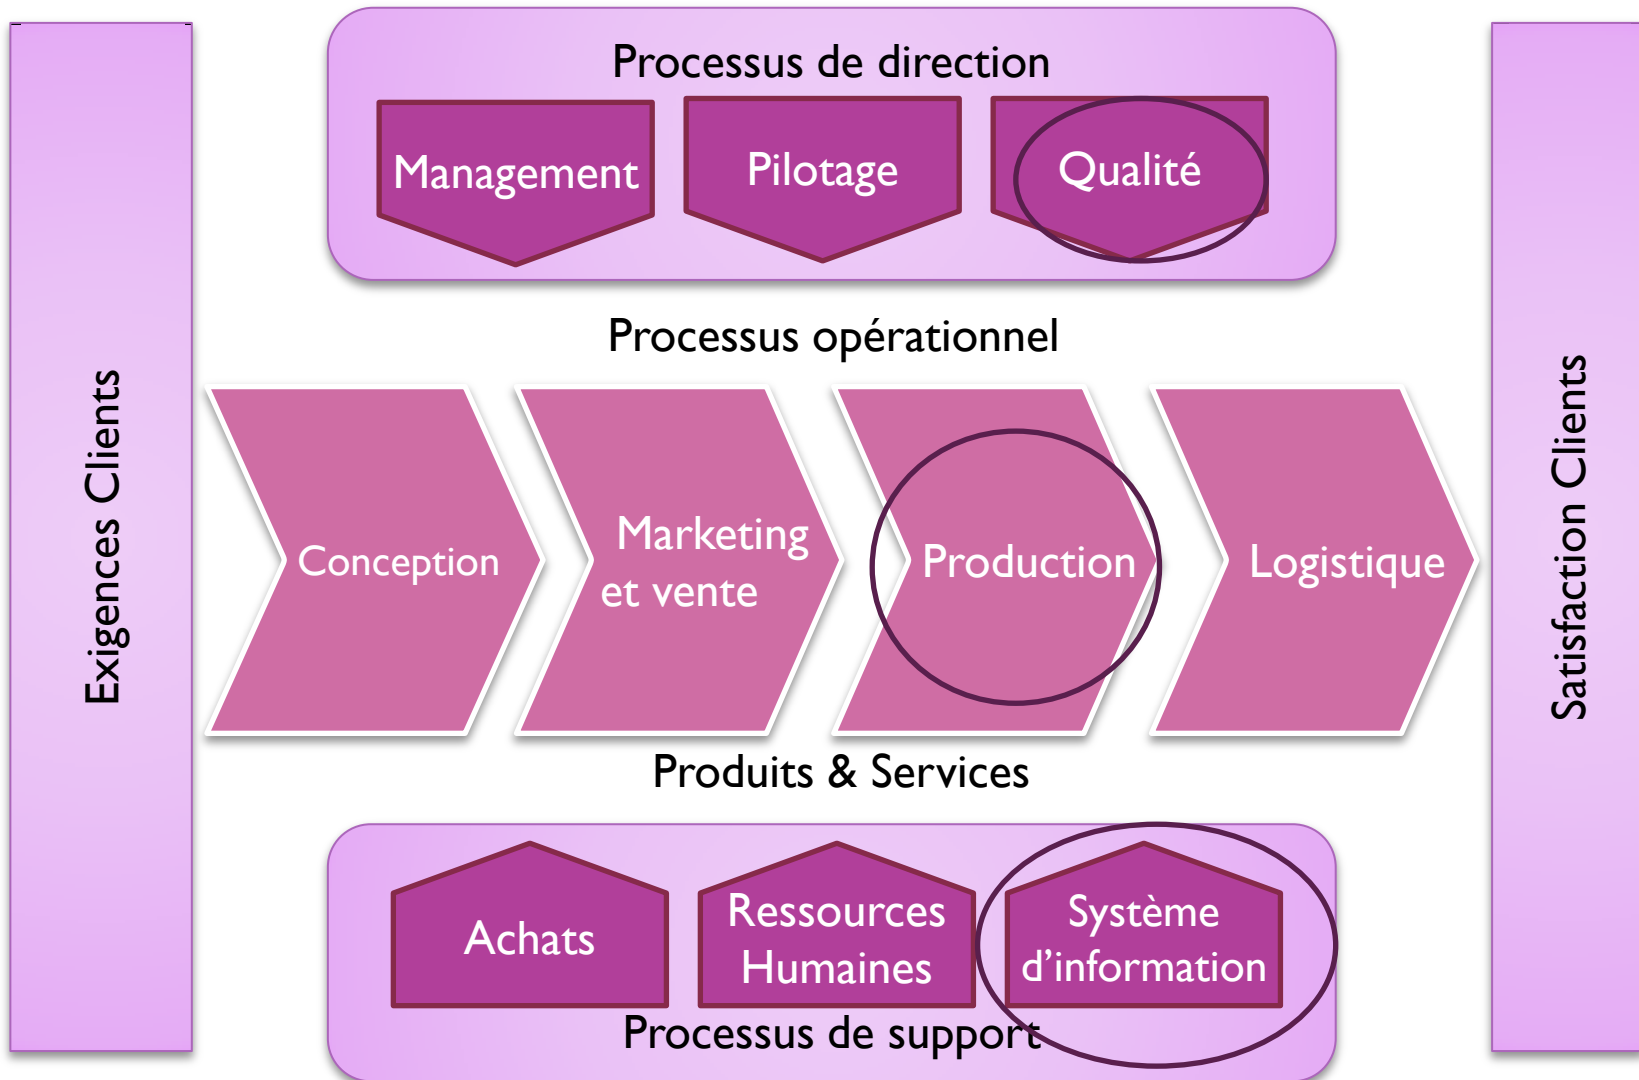 Exigences Clients
Processus de direction
Management
Pilotage
Qualité
Processus opérationnel
Conception
Marketing
et vente
Production
Logistique
Produits & Services
Achats
Ressources
Humaines
Système
d’information
Processus de support
Satisfaction Clients